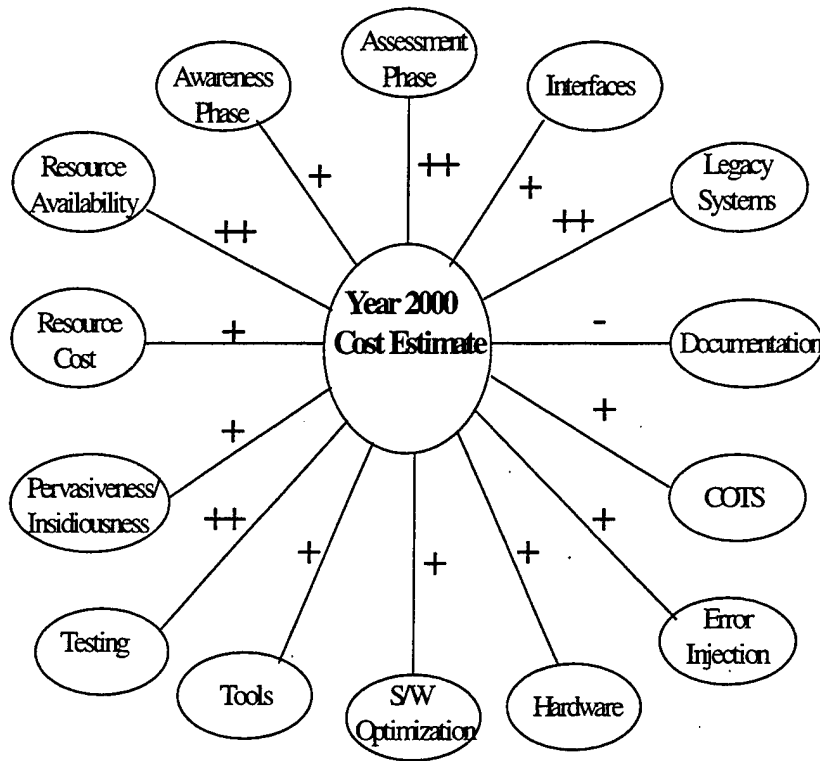 Assessment
Phase
Awareness
Phase
Interfaces
Resource
Availability
Legacy
Systems
+
++
+
++
++
Year 2000
Cost Estimate
Resource
Cost
+
-
Documentation
+
+
Pervasiveness/
Insidiousness
COTS
++
+
+
+
+
Testing
Error
Injection
Tools
S/W
Optimization
Hardware